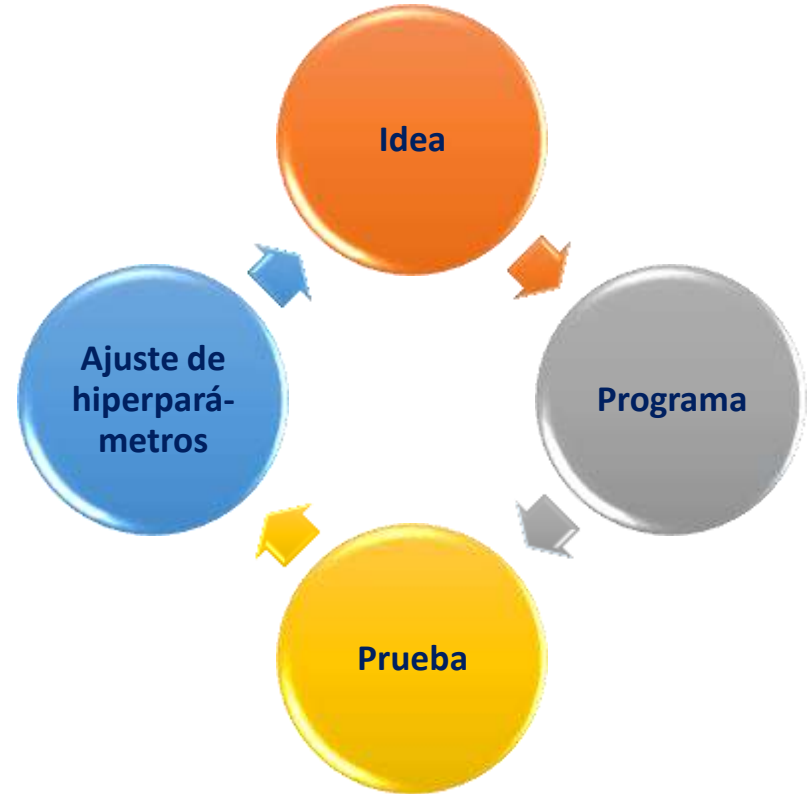 Idea
Programa
Prueba
Ajuste de
hiperpará-
metros